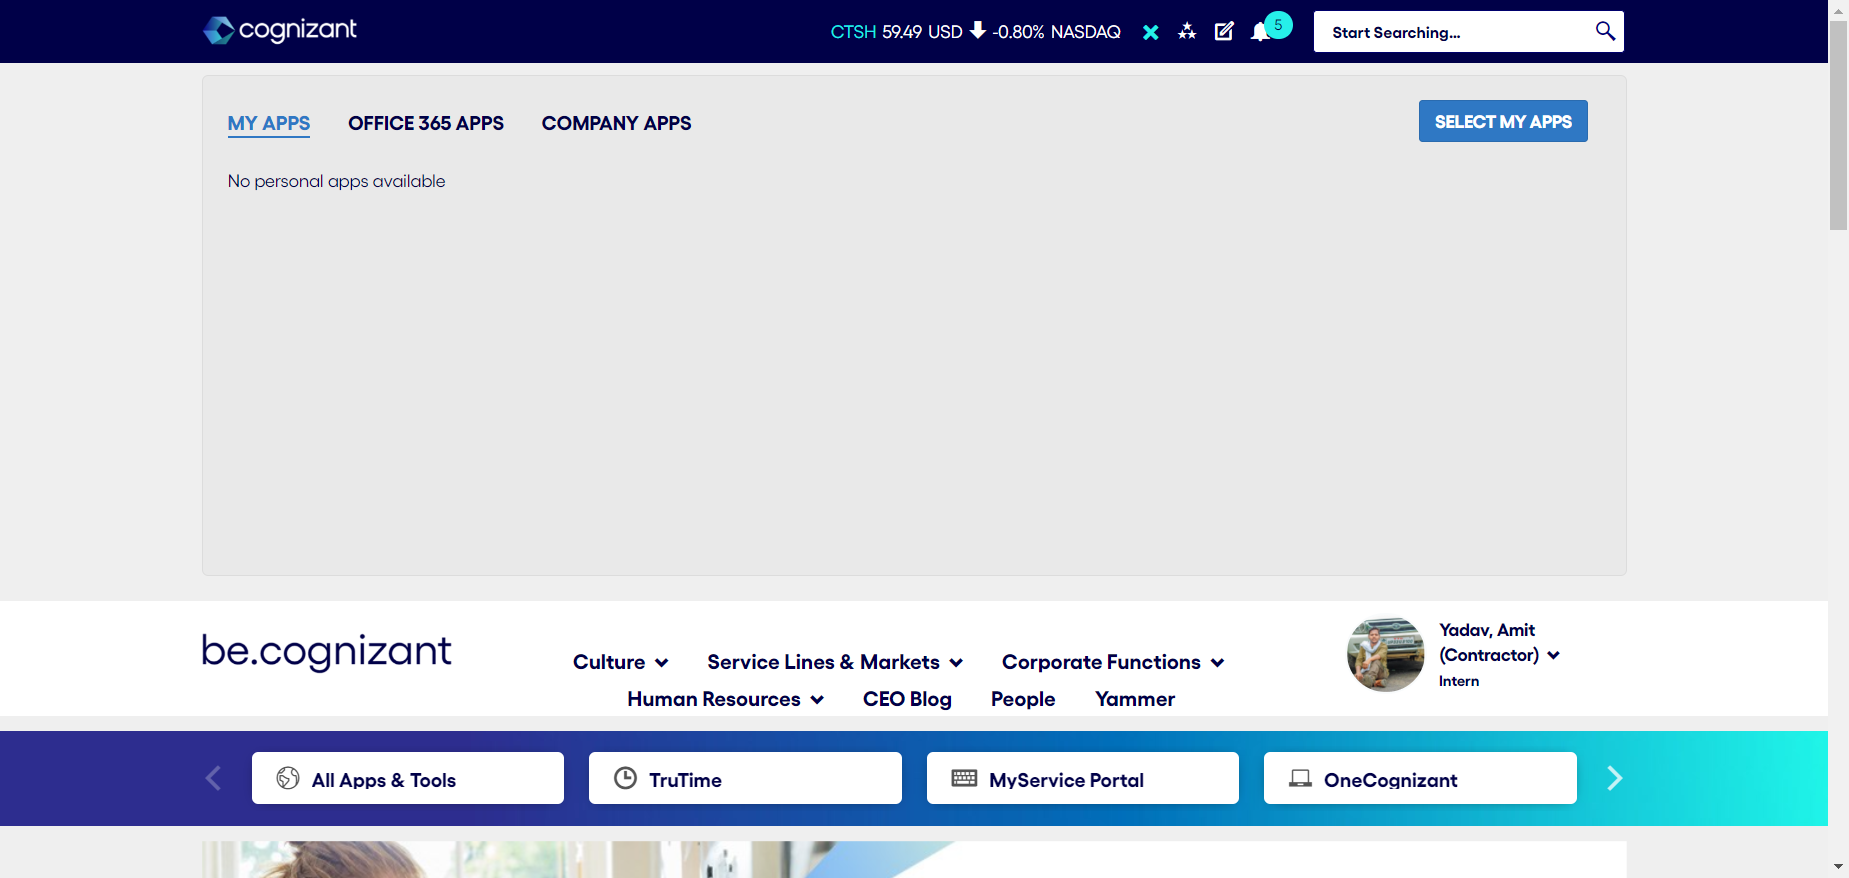 cognizant
CTSH 59.49 USD -0.80% NASDAQ
5
Start Searching...
MY APPS OFFICE 365 APPS COMPANY APPS
SELECT MY APPS
No personal apps available
be.cognizant
Culture Service Lines & Markets Corporate Functions
Human Resources CEO Blog People Yammer
Yadav, Amit
(Contractor)
Intern
All Apps & Tools TruTime MyService Portal OneCognizant